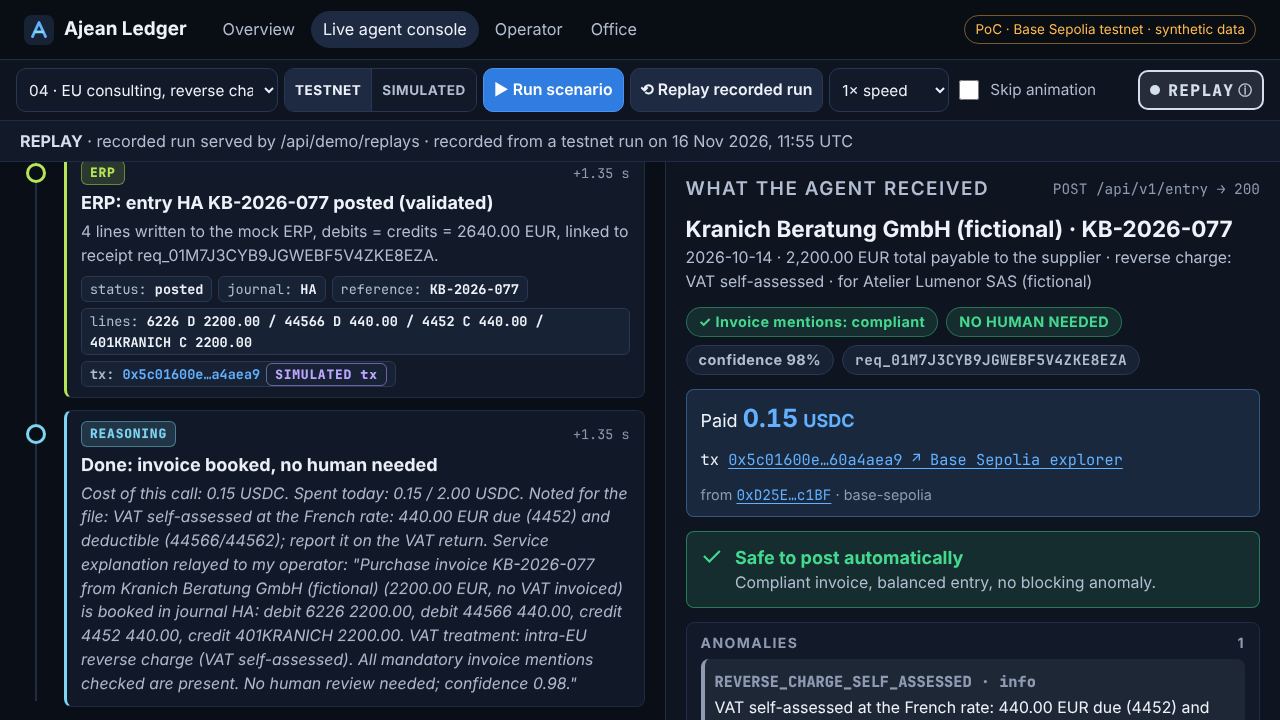 Ajean Ledger
Overview
Live agent console
Operator
Office
PoC · Base Sepolia testnet · synthetic data
04 · EU consulting, reverse cha
TESTNET
SIMULATED
▶ Run scenario
⟲ Replay recorded run
1× speed
Skip animation
REPLAY ⓘ
REPLAY · recorded run served by /api/demo/replays · recorded from a testnet run on 16 Nov 2026, 11:55 UTC
ERP
+1.35 s
ERP: entry HA KB-2026-077 posted (validated)
4 lines written to the mock ERP, debits = credits = 2640.00 EUR, linked to
receipt req_01M7J3CYB9JGWEBF5V4ZKE8EZA.
status: posted
journal: HA
reference: KB-2026-077
lines: 6226 D 2200.00 / 44566 D 440.00 / 4452 C 440.00 /
401KRANICH C 2200.00
tx: 0x5c01600e…a4aea9 SIMULATED tx
REASONING
+1.35 s
Done: invoice booked, no human needed
Cost of this call: 0.15 USDC. Spent today: 0.15 / 2.00 USDC. Noted for the
file: VAT self-assessed at the French rate: 440.00 EUR due (4452) and
deductible (44566/44562); report it on the VAT return. Service
explanation relayed to my operator: "Purchase invoice KB-2026-077
from Kranich Beratung GmbH (fictional) (2200.00 EUR, no VAT invoiced)
is booked in journal HA: debit 6226 2200.00, debit 44566 440.00, credit
4452 440.00, credit 401KRANICH 2200.00. VAT treatment: intra-EU
reverse charge (VAT self-assessed). All mandatory invoice mentions
checked are present. No human review needed; confidence 0.98."
WHAT THE AGENT RECEIVED
POST /api/v1/entry → 200
Kranich Beratung GmbH (fictional) · KB-2026-077
2026-10-14 · 2,200.00 EUR total payable to the supplier · reverse charge:
VAT self-assessed · for Atelier Lumenor SAS (fictional)
✓ Invoice mentions: compliant
NO HUMAN NEEDED
confidence 98%
req_01M7J3CYB9JGWEBF5V4ZKE8EZA
Paid 0.15 USDC
tx 0x5c01600e…60a4aea9 ↗ Base Sepolia explorer
from 0xD25E…c1BF · base-sepolia
Safe to post automatically
Compliant invoice, balanced entry, no blocking anomaly.
ANOMALIES
1
REVERSE_CHARGE_SELF_ASSESSED · info
VAT self-assessed at the French rate: 440.00 EUR due (4452) and